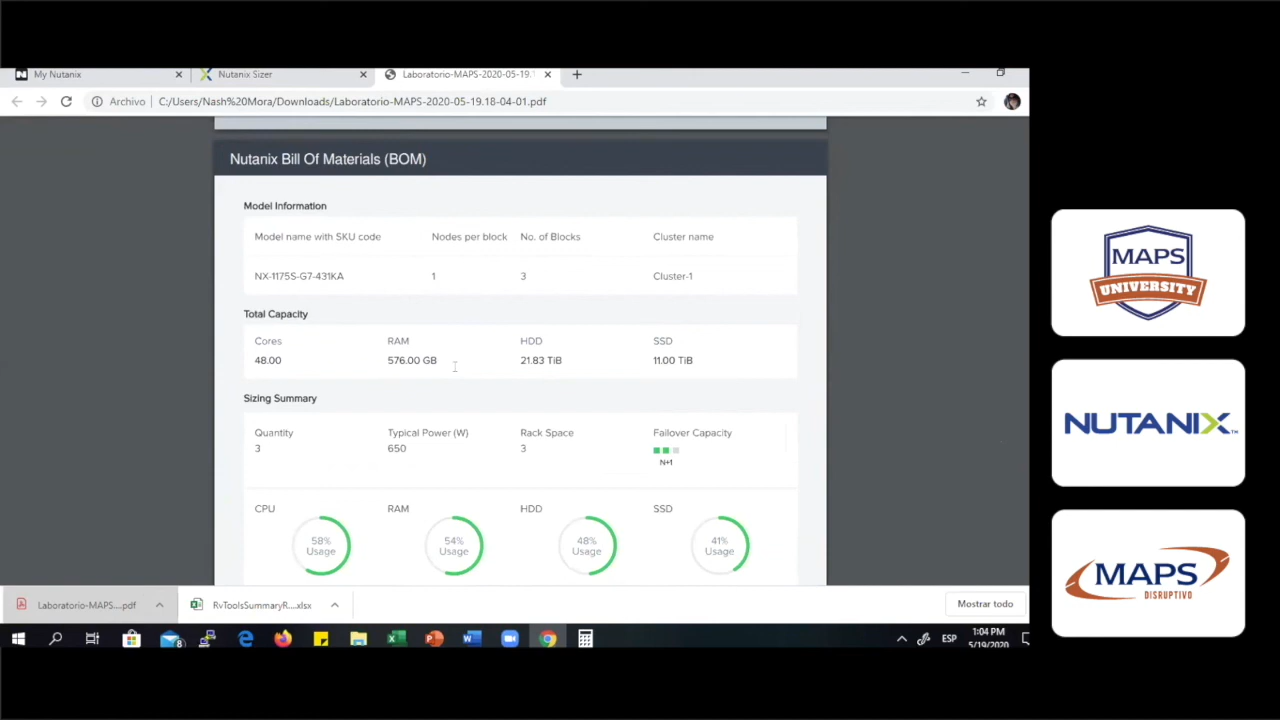 My Nutanix
Nutanix Sizer
Laboratorio-MAPS-2020-05-19.1
Archivo
C:/Users/Nash%20Mora/Downloads/Laboratorio-MAPS-2020-05-19.18-04-01.pdf
Nutanix Bill Of Materials (BOM)
Model Information
Model name with SKU code Nodes per block No. of Blocks Cluster name
NX-1175S-G7-431KA 1 3 Cluster-1
Total Capacity
Cores RAM HDD SSD
48.00 576.00 GB 21.83 TiB 11.00 TiB
Sizing Summary
Quantity Typical Power (W) Rack Space Failover Capacity
3 650 3
N+1
CPU RAM HDD SSD
58% 54% 48% 41%
Usage Usage Usage Usage
Laboratorio-MAPS....pdf
RvToolsSummaryR....xlsx
Mostrar todo
8
ESP
1:04 PM
5/19/2020
MAPS
UNIVERSITY
NUTANIX™
MAPS
DISRUPTIVO